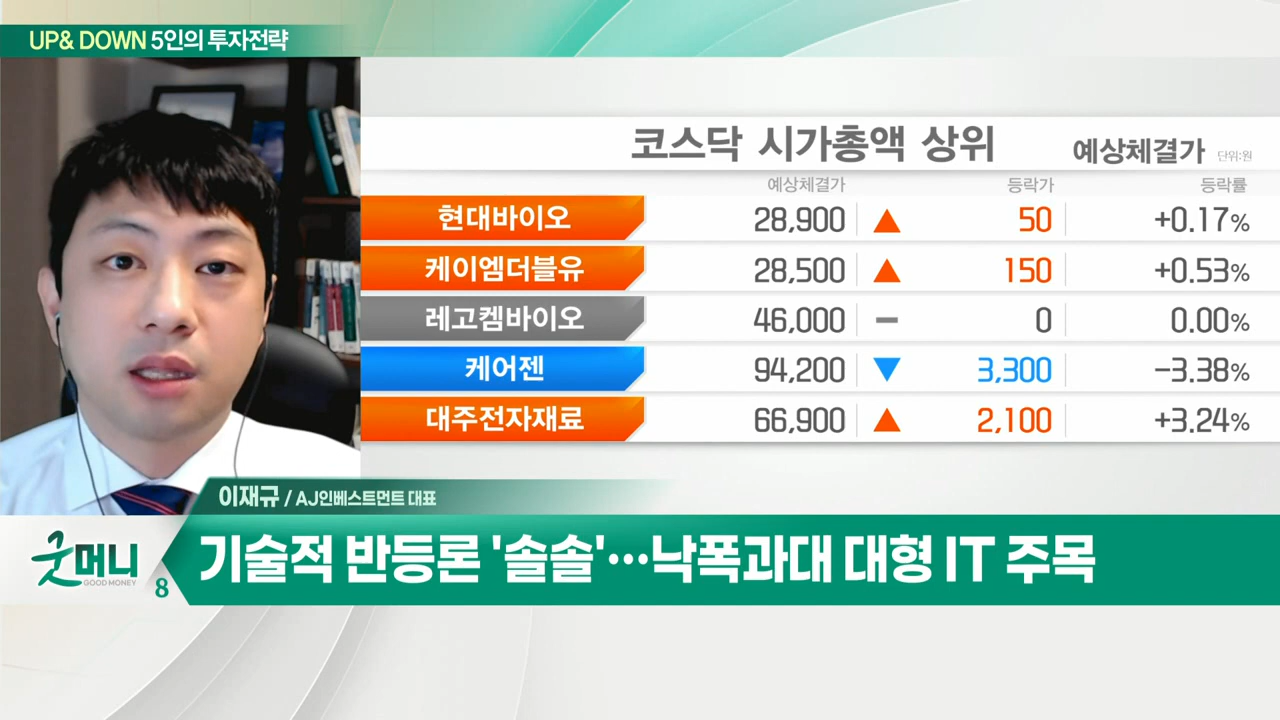 UP& DOWN 5인의 투자전략
코스닥 시가총액 상위 예상체결가 단위:원
예상체결가 등락가 등락률
현대바이오 28,900 ▲ 50 +0.17%
케이엠더블유 28,500 ▲ 150 +0.53%
레고켐바이오 46,000 － 0 0.00%
케어젠 94,200 ▼ 3,300 -3.38%
대주전자재료 66,900 ▲ 2,100 +3.24%
이재규 / AJ인베스트먼트 대표
굿머니
GOOD MONEY
8
기술적 반등론 '솔솔'…낙폭과대 대형 IT 주목